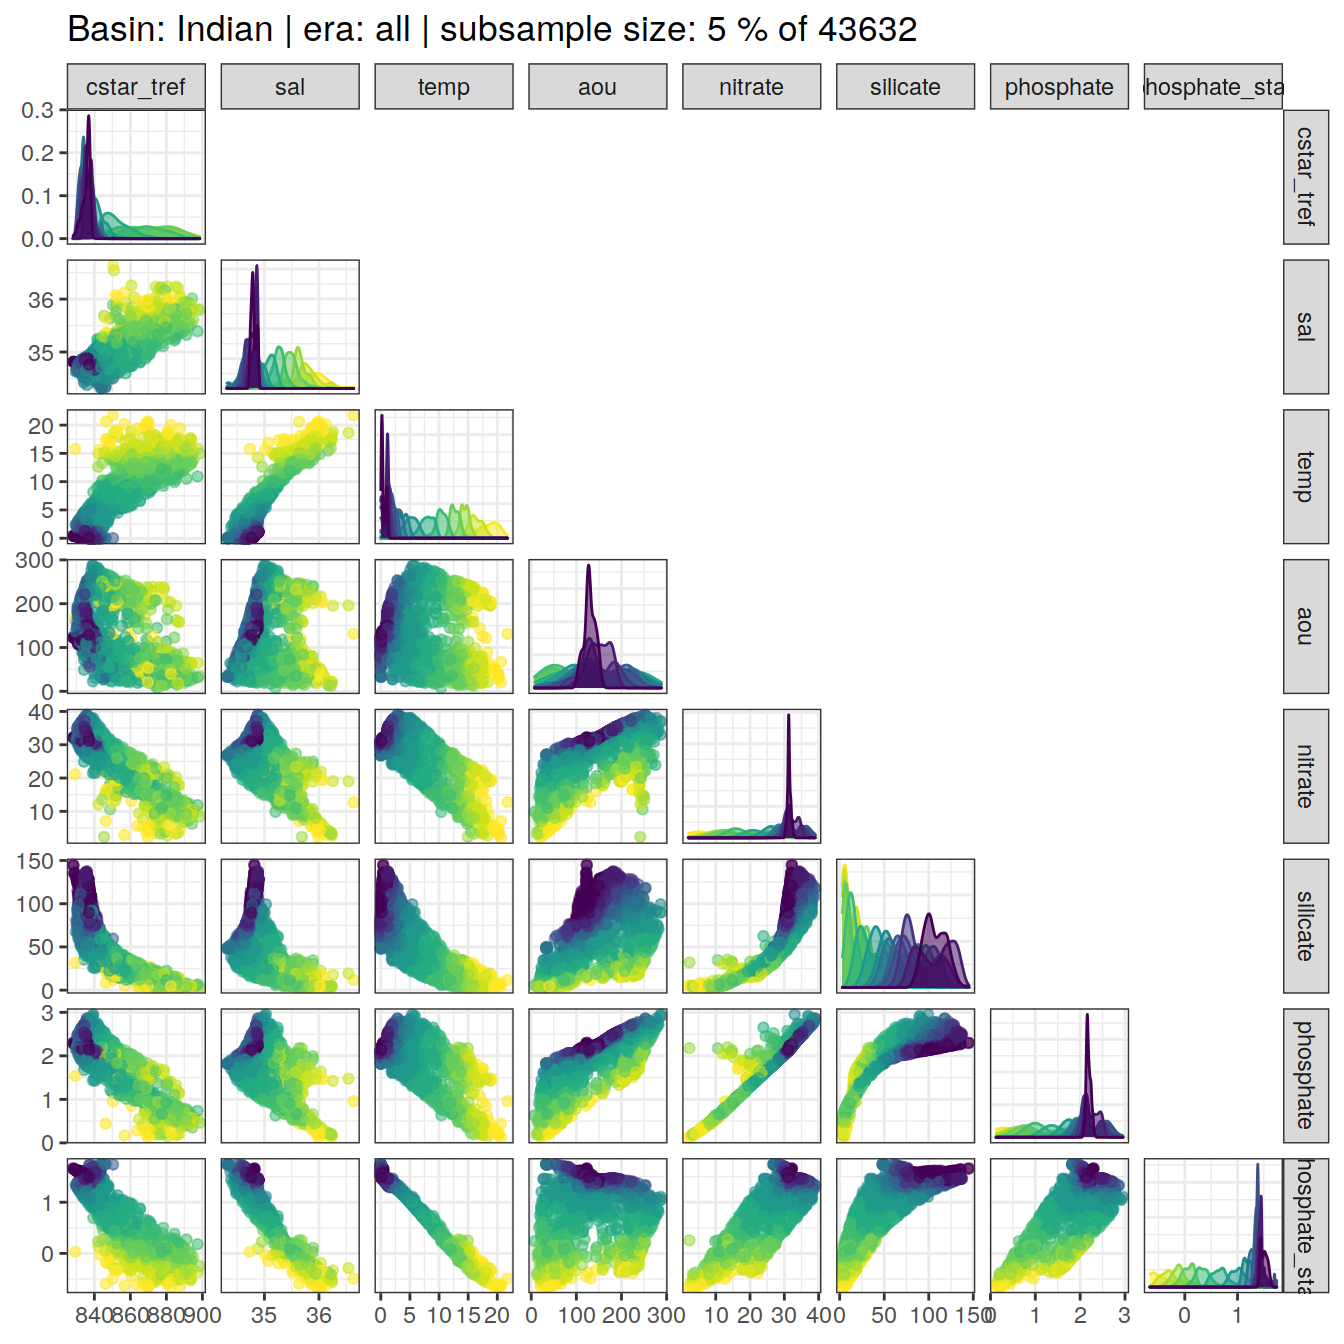 Basin: Indian | era: all | subsample size: 5 % of 43632
cstar_tref sal temp aou nitrate silicate phosphate hosphate_sta
0.3
0.2
0.1
0.0
cstar_tref
36
35
sal
20
15
10
5
0
temp
300
200
100
0
aou
40
30
20
10
nitrate
150
100
50
0
silicate
3
2
1
0
phosphate
1
0
hosphate_sta
840 860 880 900 35 36 0 5 10 15 20 0 100 200 300 10 20 30 40 0 50 100 150 0 1 2 3 0 1